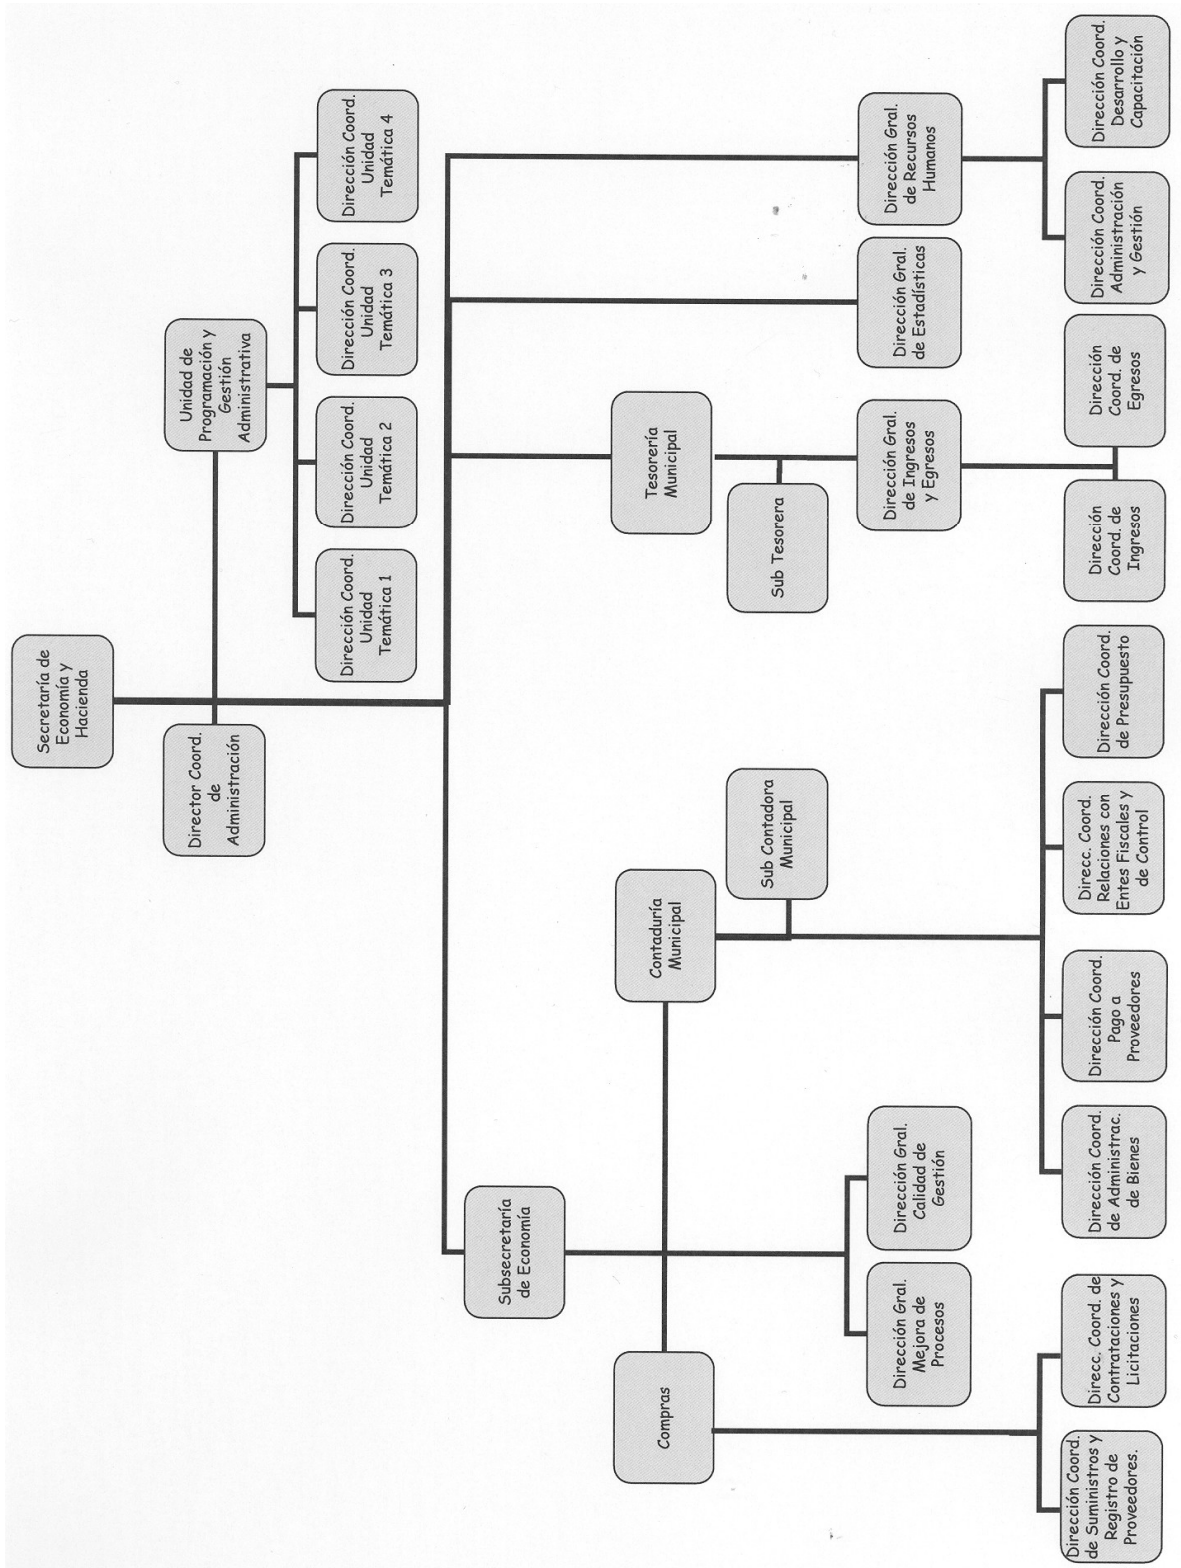 Secretaría de
Economía y
Hacienda
Director Coord.
de
Administración
Unidad de
Programación y
Gestión
Administrativa
Dirección Coord.
Unidad
Temática 1
Dirección Coord.
Unidad
Temática 2
Dirección Coord.
Unidad
Temática 3
Dirección Coord.
Unidad
Temática 4
Subsecretaría
de Economía
Compras
Contaduría
Municipal
Tesorería
Municipal
Sub Contadora
Municipal
Sub Tesorera
Dirección Gral.
Mejora de
Procesos
Dirección Gral.
Calidad de
Gestión
Dirección Gral.
de Ingresos
y Egresos
Dirección Gral.
de Estadísticas
Dirección Gral.
de Recursos
Humanos
Dirección Coord.
de Suministros y
Registro de
Proveedores.
Direcc. Coord. de
Contrataciones y
Licitaciones
Dirección Coord.
de Administrac.
de Bienes
Dirección Coord.
Pago a
Proveedores
Direcc. Coord.
Relaciones con
Entes Fiscales y
de Control
Dirección Coord.
de Presupuesto
Dirección
Coord. de
Ingresos
Dirección
Coord. de
Egresos
Dirección Coord.
Administración
y Gestión
Dirección Coord.
Desarrollo y
Capacitación